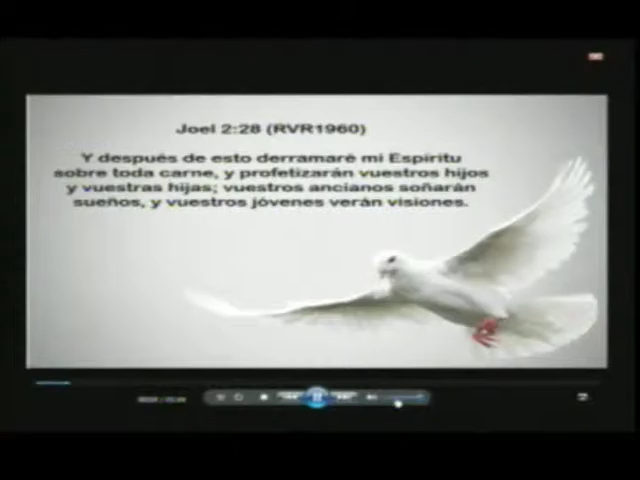 Joel 2:28 (RVR1960)
Y después de esto derramaré mi Espíritu
sobre toda carne, y profetizarán vuestros hijos
y vuestras hijas; vuestros ancianos soñarán
sueños, y vuestros jóvenes verán visiones.